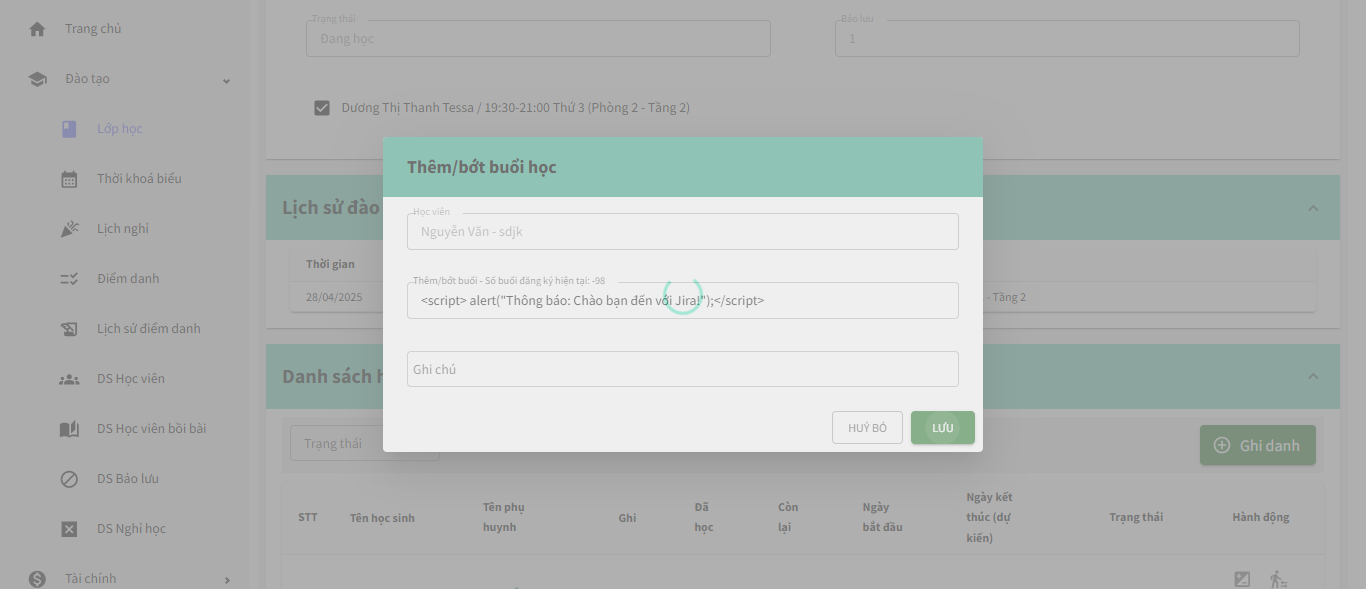 Trang chủ
Đào tạo
Lớp học
Thời khoá biểu
Lịch nghỉ
Điểm danh
Lịch sử điểm danh
DS Học viên
DS Học viên bồi bài
DS Bảo lưu
DS Nghỉ học
Tài chính
Trạng thái
Đang học
Bảo lưu
1
Dương Thị Thanh Tessa / 19:30-21:00 Thứ 3 (Phòng 2 - Tầng 2)
Lịch sử đào
Thời gian
28/04/2025
- Tầng 2
Thêm/bớt buổi học
Học viên
Nguyễn Văn - sdjk
Thêm/bớt buổi - Số buổi đăng ký hiện tại: -98
<script> alert("Thông báo: Chào bạn đến với Jira!");</script>
Ghi chú
HUỶ BỎ
LƯU
Danh sách h
Trạng thái
Ghi danh
STT
Tên học sinh
Tên phụ
huynh
Ghi
Đã
học
Còn
lại
Ngày
bắt đầu
Ngày kết
thúc (dự
kiến)
Trạng thái
Hành động